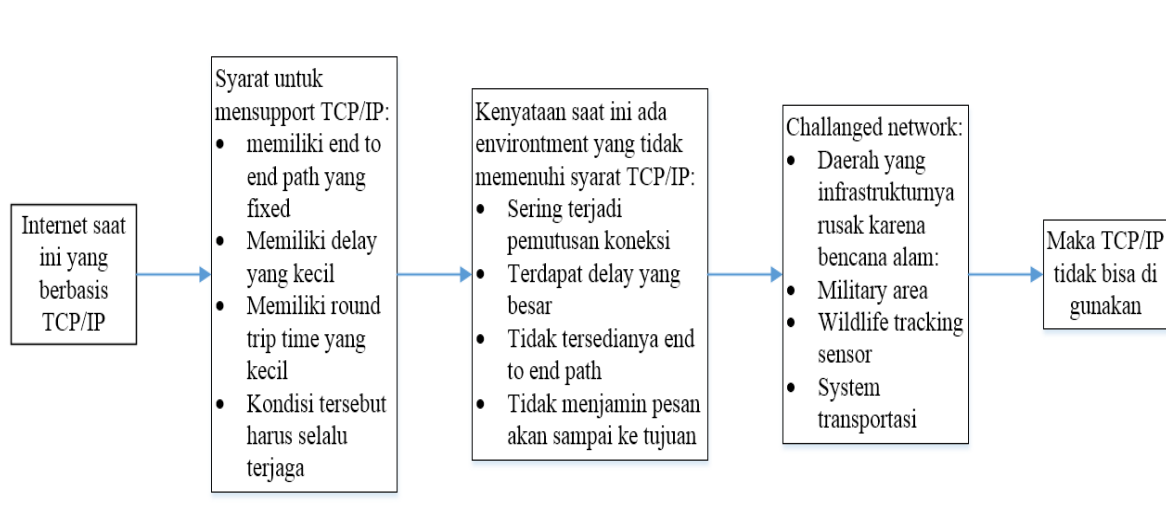 Internet saat
ini yang
berbasis
TCP/IP
Syarat untuk
mensupport TCP/IP:
• memiliki end to
end path yang
fixed
• Memiliki delay
yang kecil
• Memiliki round
trip time yang
kecil
• Kondisi tersebut
harus selalu
terjaga
Kenyataan saat ini ada
environtment yang tidak
memenuhi syarat TCP/IP:
• Sering terjadi
pemutusan koneksi
• Terdapat delay yang
besar
• Tidak tersedianya end
to end path
• Tidak menjamin pesan
akan sampai ke tujuan
Challanged network:
• Daerah yang
infrastrukturnya
rusak karena
bencana alam:
• Military area
• Wildlife tracking
sensor
• System
transportasi
Maka TCP/IP
tidak bisa di
gunakan